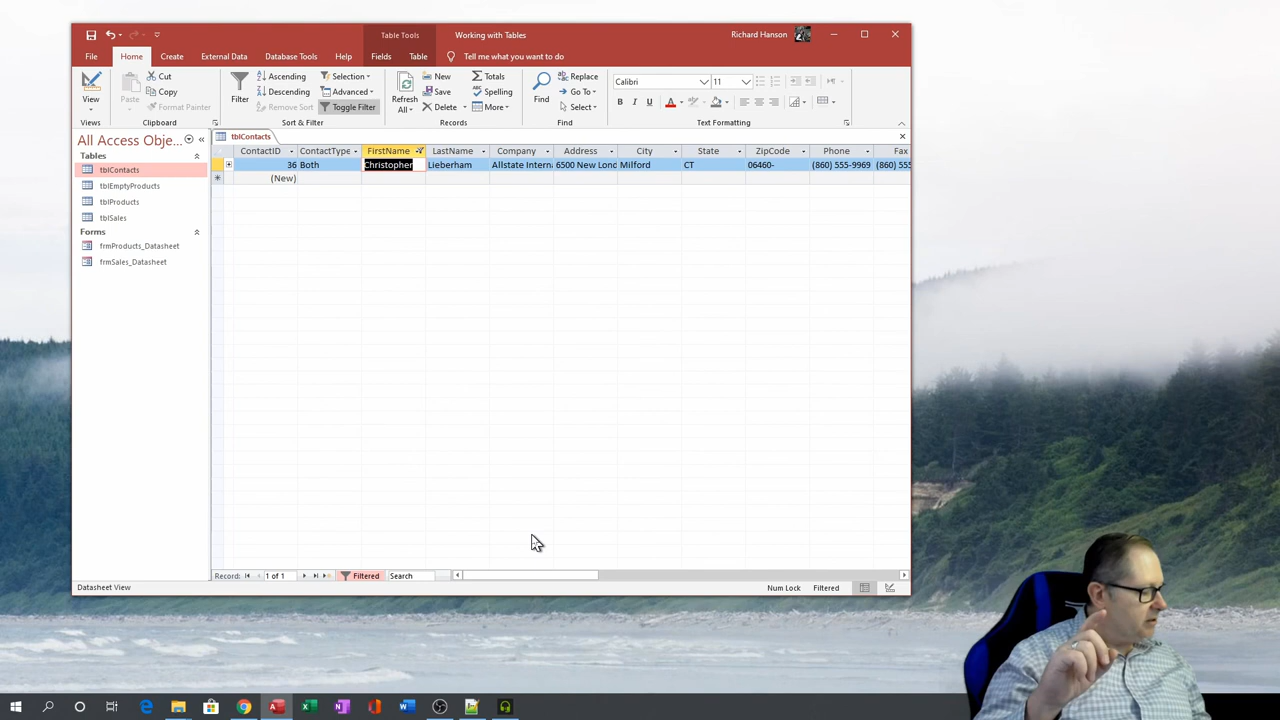 Table Tools
Working with Tables
Richard Hanson
File
Home
Create
External Data
Database Tools
Help
Fields
Table
Tell me what you want to do
View
Views
Paste
Cut
Copy
Format Painter
Clipboard
Filter
Ascending
Descending
Remove Sort
Selection
Advanced
Toggle Filter
Sort & Filter
Refresh
All
New
Save
Delete
Totals
Spelling
More
Records
Find
Replace
Go To
Select
Find
Calibri
11
B I U A
Text Formatting
All Access Obje...
Tables
tblContacts
tblEmptyProducts
tblProducts
tblSales
Forms
frmProducts_Datasheet
frmSales_Datasheet
tblContacts
ContactID ContactType FirstName LastName Company Address City State ZipCode Phone Fax
36 Both Christopher Lieberham Allstate Intern 6500 New Lond Milford CT 06460- (860) 555-9969 (860) 555
(New)
Record: 1 of 1 Filtered Search
Datasheet View
Num Lock
Filtered